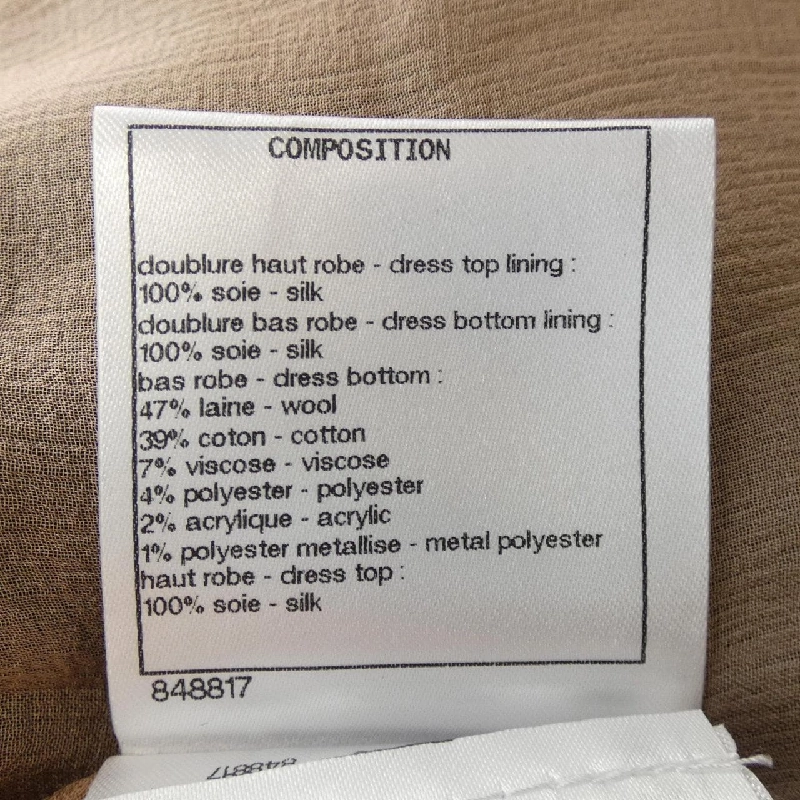 COMPOSITION
doublure haut robe - dress top lining :
100% soie - silk
doublure bas robe - dress bottom lining :
100% soie - silk
bas robe - dress bottom :
47% laine - wool
39% coton - cotton
7% viscose - viscose
4% polyester - polyester
2% acrylique - acrylic
1% polyester metallise - metal polyester
haut robe - dress top :
100% soie - silk
848817
848817